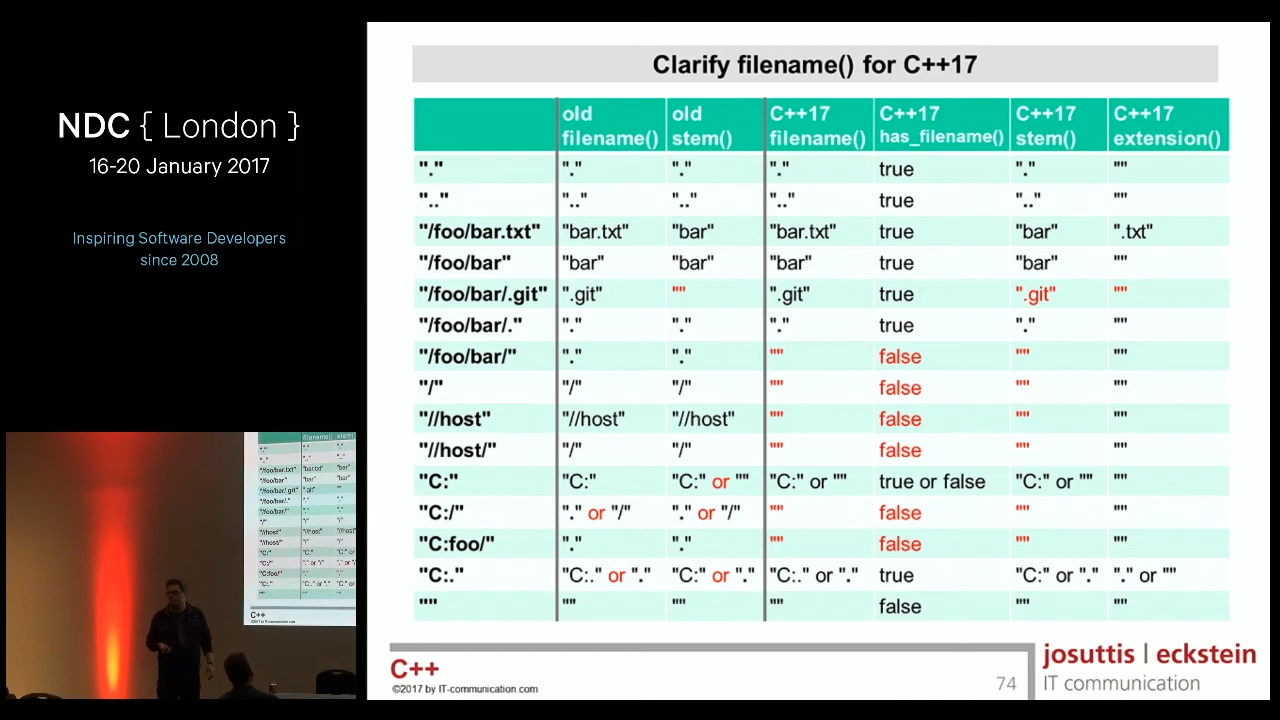 NDC { London }
16-20 January 2017
Inspiring Software Developers
since 2008
Clarify filename() for C++17
old filename() old stem() C++17 filename() C++17 has_filename() C++17 stem() C++17 extension()
"." "." "." "." true "." ""
".." ".." ".." ".." true ".." ""
"/foo/bar.txt" "bar.txt" "bar" "bar.txt" true "bar" ".txt"
"/foo/bar" "bar" "bar" "bar" true "bar" ""
"/foo/bar/.git" ".git" "" ".git" true ".git" ""
"/foo/bar/." "." "." "." true "." ""
"/foo/bar/" "." "." "" false "" ""
"/" "/" "/" "" false "" ""
"//host" "//host" "//host" "" false "" ""
"//host/" "/" "/" "" false "" ""
"C:" "C:" "C:" or "" "C:" or "" true or false "C:" or "" ""
"C:/" "." or "/" "." or "/" "" false "" ""
"C:foo/" "." "." "" false "" ""
"C:." "C:." or "." "C:" or "." "C:." or "." true "C:" or "." "." or ""
"" "" "" "" false "" ""
C++
©2017 by IT-communication.com
74
josuttis | eckstein
IT communication